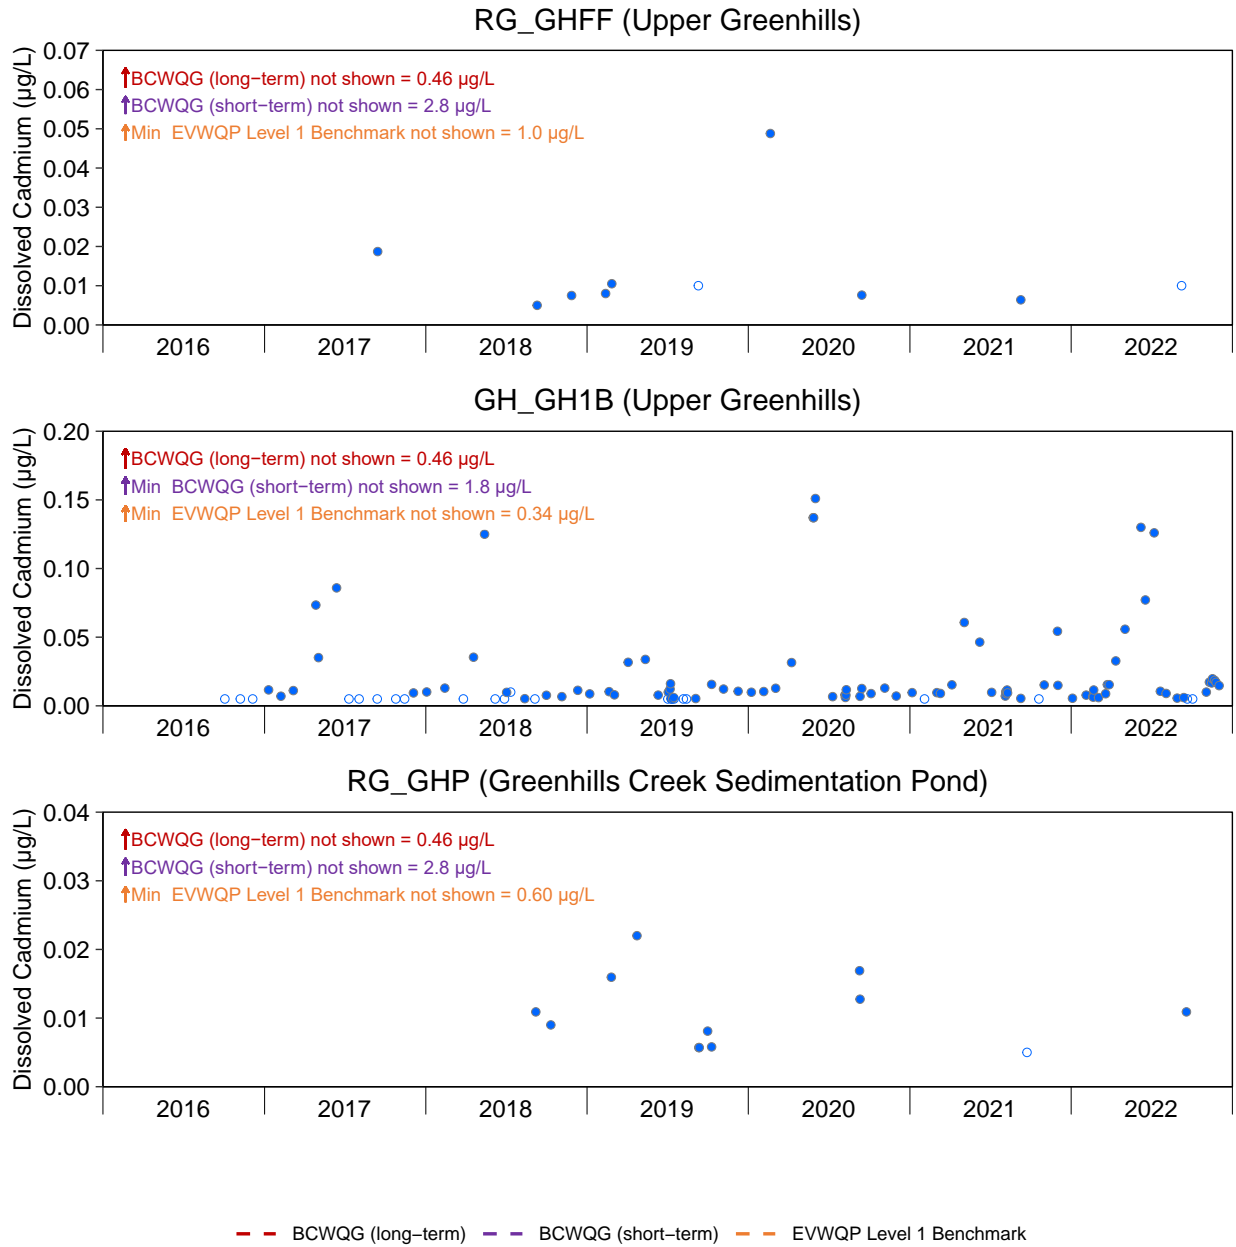 RG_GHFF (Upper Greenhills)
Dissolved Cadmium (µg/L)
0.07
0.06
0.05
0.04
0.03
0.02
0.01
0.00
BCWQG (long−term) not shown = 0.46 µg/L
BCWQG (short−term) not shown = 2.8 µg/L
Min EVWQP Level 1 Benchmark not shown = 1.0 µg/L
2016 2017 2018 2019 2020 2021 2022
GH_GH1B (Upper Greenhills)
Dissolved Cadmium (µg/L)
0.20
0.15
0.10
0.05
0.00
BCWQG (long−term) not shown = 0.46 µg/L
Min BCWQG (short−term) not shown = 1.8 µg/L
Min EVWQP Level 1 Benchmark not shown = 0.34 µg/L
2016 2017 2018 2019 2020 2021 2022
RG_GHP (Greenhills Creek Sedimentation Pond)
Dissolved Cadmium (µg/L)
0.04
0.03
0.02
0.01
0.00
BCWQG (long−term) not shown = 0.46 µg/L
BCWQG (short−term) not shown = 2.8 µg/L
Min EVWQP Level 1 Benchmark not shown = 0.60 µg/L
2016 2017 2018 2019 2020 2021 2022
BCWQG (long−term) BCWQG (short−term) EVWQP Level 1 Benchmark